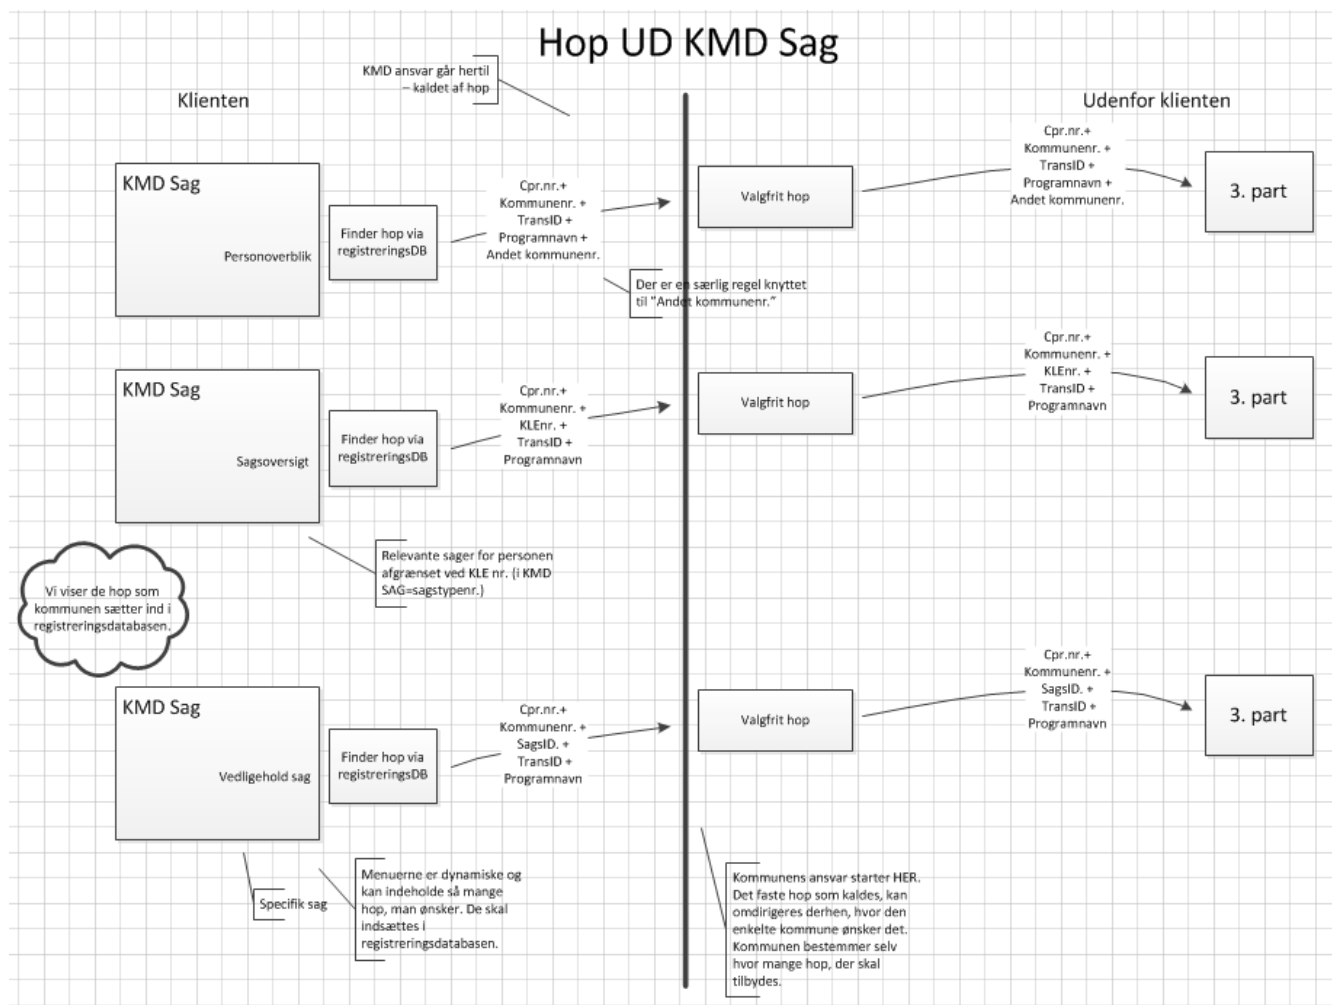 Hop UD KMD Sag
KMD ansvar går hertil
– kaldet af hop
Klienten
Udenfor klienten
KMD Sag
Personoverblik
Finder hop via
registreringsDB
Cpr.nr.+
Kommunenr. +
TransID +
Programnavn +
Andet kommunenr.
Valgfrit hop
Cpr.nr.+
Kommunenr. +
TransID +
Programnavn +
Andet kommunenr.
3. part
Der er en særlig regel knyttet
til "Andet kommunenr."
KMD Sag
Sagsoversigt
Finder hop via
registreringsDB
Cpr.nr.+
Kommunenr. +
KLEnr. +
TransID +
Programnavn
Valgfrit hop
Cpr.nr.+
Kommunenr. +
KLEnr. +
TransID +
Programnavn
3. part
Relevante sager for personen
afgrænset ved KLE nr. (i KMD
SAG=sagstypenr.)
Vi viser de hop som
kommunen sætter ind i
registreringsdatabasen.
KMD Sag
Vedligehold sag
Finder hop via
registreringsDB
Cpr.nr.+
Kommunenr. +
SagsID. +
TransID +
Programnavn
Valgfrit hop
Cpr.nr.+
Kommunenr. +
SagsID. +
TransID +
Programnavn
3. part
Specifik sag
Menuerne er dynamiske og
kan indeholde så mange
hop, man ønsker. De skal
indsættes i
registreringsdatabasen.
Kommunens ansvar starter HER.
Det faste hop som kaldes, kan
omdirigeres derhen, hvor den
enkelte kommune ønsker det.
Kommunen bestemmer selv
hvor mange hop, der skal
tilbydes.